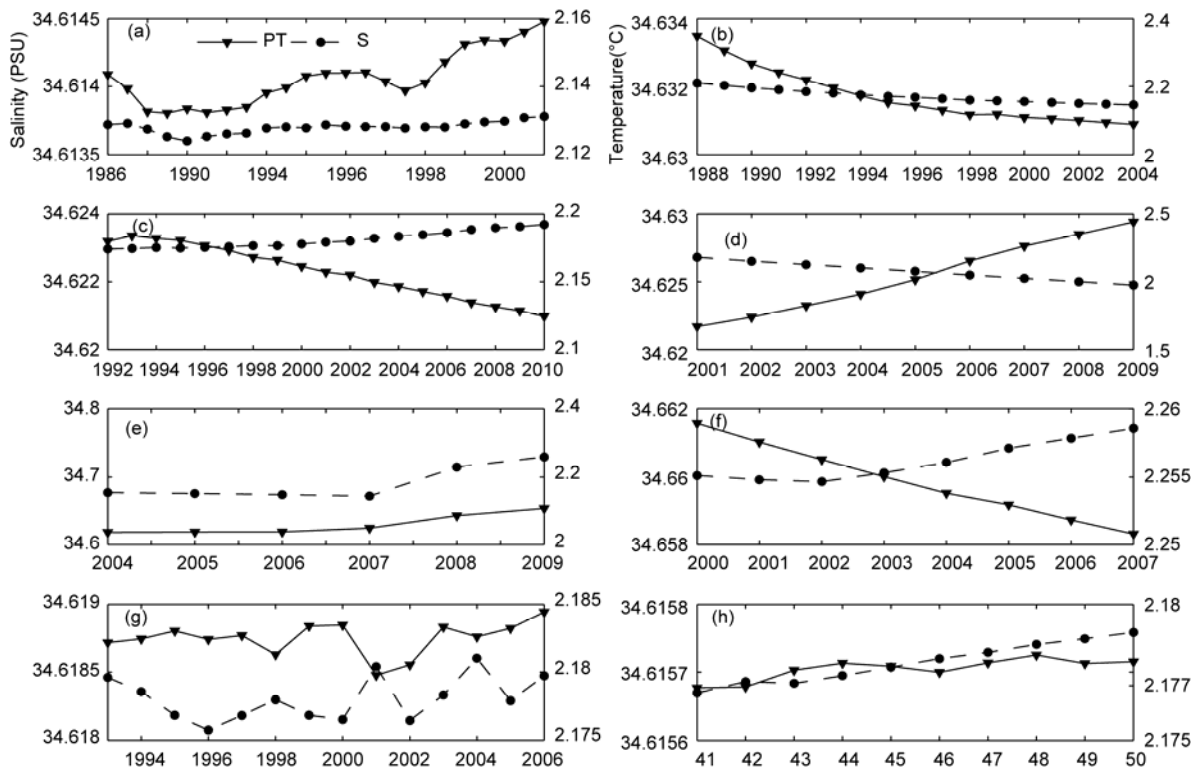 Salinity (PSU)
34.6145
34.614
34.6135
(a)
PT
S
2.16
2.14
2.12
1986 1990 1994 1996 1998 2000
Temperature(°C)
34.634
34.632
34.63
(b)
2.4
2.2
2
1988 1990 1992 1993 1994 1996 1998 2000 2002 2004
34.624
34.622
34.62
(c)
2.2
2.15
2.1
1992 1994 1996 1998 2000 2002 2004 2006 2008 2010
34.63
34.625
34.62
(d)
2.5
2
1.5
2001 2002 2003 2004 2005 2006 2007 2008 2009
34.8
34.7
34.6
(e)
2.4
2.2
2
2004 2005 2006 2007 2008 2009
34.662
34.66
34.658
(f)
2.26
2.255
2.25
2000 2001 2002 2003 2004 2005 2006 2007
34.619
34.6185
34.618
(g)
2.185
2.18
2.175
1994 1996 1998 2000 2002 2004 2006
34.6158
34.6157
34.6156
(h)
2.18
2.177
2.175
41 42 43 44 45 46 47 48 49 50